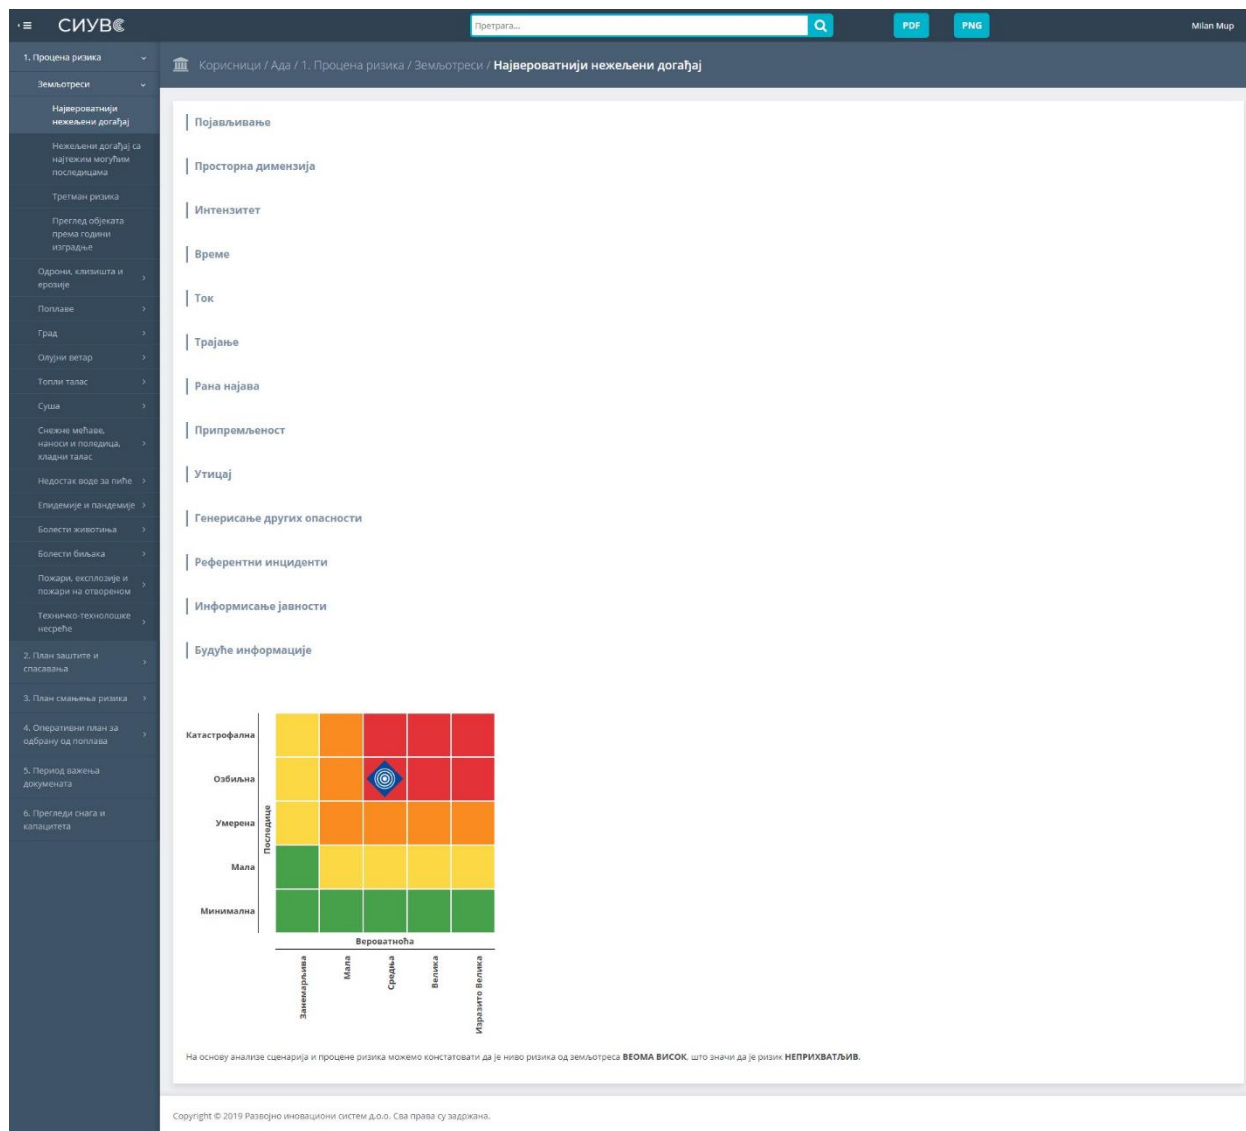 СИУВС
Претрага...
PDF
PNG
Milan Mup
1. Процена ризика
Земљотреси
Највероватнији
нежељени догађај
Нежељени догађај са
најтежим могућим
последицама
Третман ризика
Преглед објеката
према години
изградње
Одрони, клизишта и
ерозије
Поплаве
Град
Олујни ветар
Топли талас
Суша
Снежне мећаве,
наноси и поледица,
хладни талас
Недостак воде за пиће
Епидемије и пандемије
Болести животиња
Болести биљака
Пожари, експлозије и
пожари на отвореном
Техничко-технолошке
несреће
2. План заштите и
спасавања
3. План смањења ризика
4. Оперативни план за
одбрану од поплава
5. Период важења
документа
6. Прегледи снага и
капацитета
Корисници / Ада / 1. Процена ризика / Земљотреси / Највероватнији нежељени догађај
Појављивање
Просторна димензија
Интензитет
Време
Ток
Трајање
Рана најава
Припремљеност
Утицај
Генерисање других опасности
Референтни инциденти
Информисање јавности
Будуће информације
Последице
Катастрофална
Озбиљна
Умерена
Мала
Минимална
Вероватноћа
Занемарљива
Мала
Средња
Велика
Изразито Велика
На основу анализе сценарија и процене ризика можемо констатовати да је ниво ризика од земљотреса ВЕОМА ВИСОК, што значи да је ризик НЕПРИХВАТЉИВ.
Copyright © 2019 Развојно иновациони систем д.о.о. Сва права су задржана.